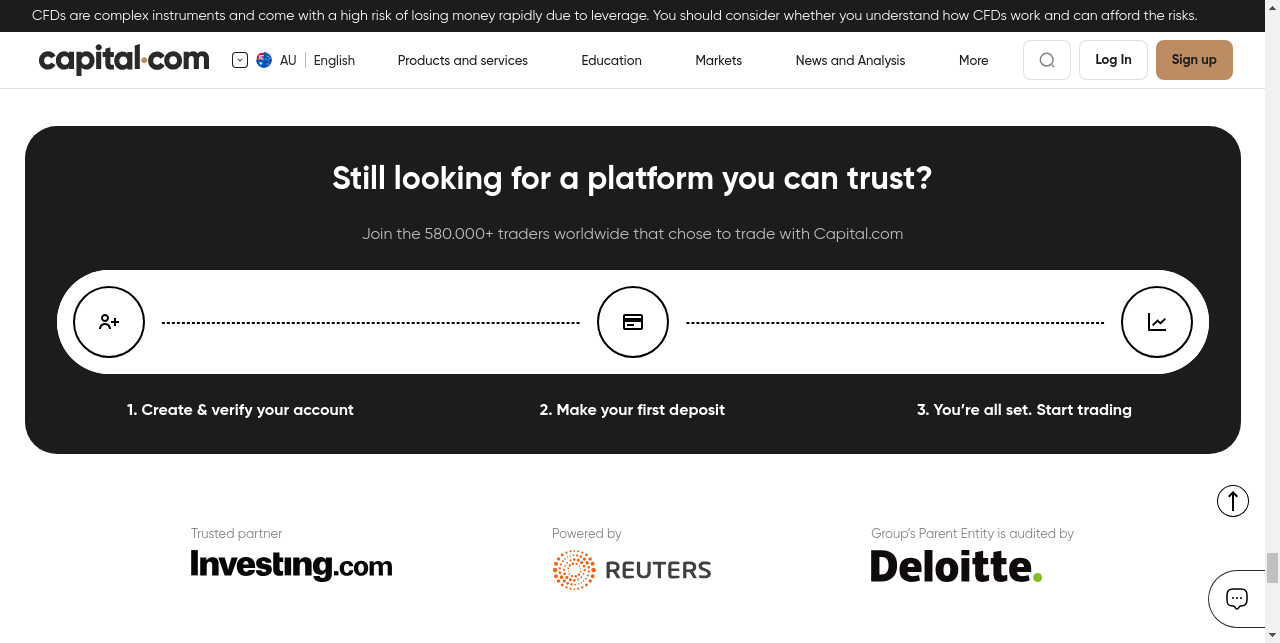 CFDs are complex instruments and come with a high risk of losing money rapidly due to leverage. You should consider whether you understand how CFDs work and can afford the risks.
capital.com AU English Products and services Education Markets News and Analysis More Log In Sign up
Still looking for a platform you can trust?
Join the 580.000+ traders worldwide that chose to trade with Capital.com
1. Create & verify your account 2. Make your first deposit 3. You’re all set. Start trading
Trusted partner Powered by Group’s Parent Entity is audited by
Investing.com REUTERS Deloitte.